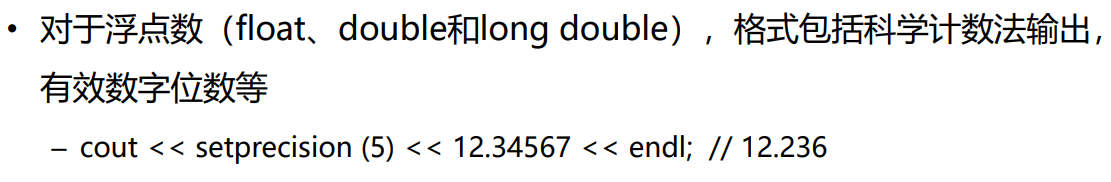 • 对于浮点数（float、double和long double），格式包括科学计数法输出，
有效数字位数等
– cout << setprecision (5) << 12.34567 << endl;  // 12.236